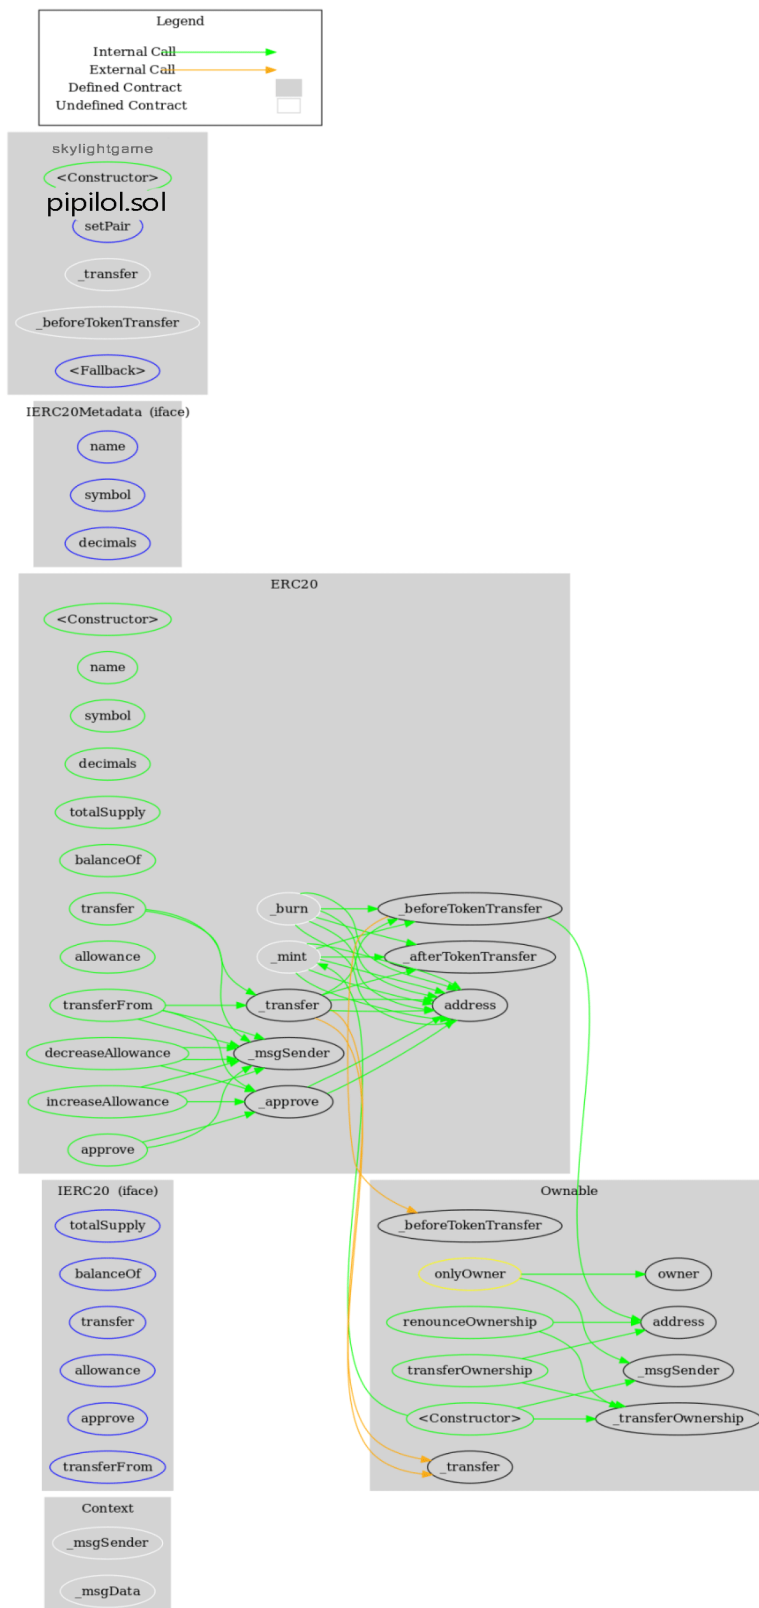 Legend
Internal Call
External Call
Defined Contract
Undefined Contract
skylightgame
<Constructor>
pipilol.sol
setPair
_transfer
_beforeTokenTransfer
<Fallback>
IERC20Metadata (iface)
name
symbol
decimals
ERC20
<Constructor>
name
symbol
decimals
totalSupply
balanceOf
transfer
_burn
_beforeTokenTransfer
allowance
_mint
_afterTokenTransfer
transferFrom
_transfer
address
decreaseAllowance
_msgSender
increaseAllowance
_approve
approve
IERC20 (iface)
totalSupply
balanceOf
transfer
allowance
approve
transferFrom
Ownable
_beforeTokenTransfer
onlyOwner
owner
renounceOwnership
address
transferOwnership
_msgSender
<Constructor>
_transferOwnership
_transfer
Context
_msgSender
_msgData